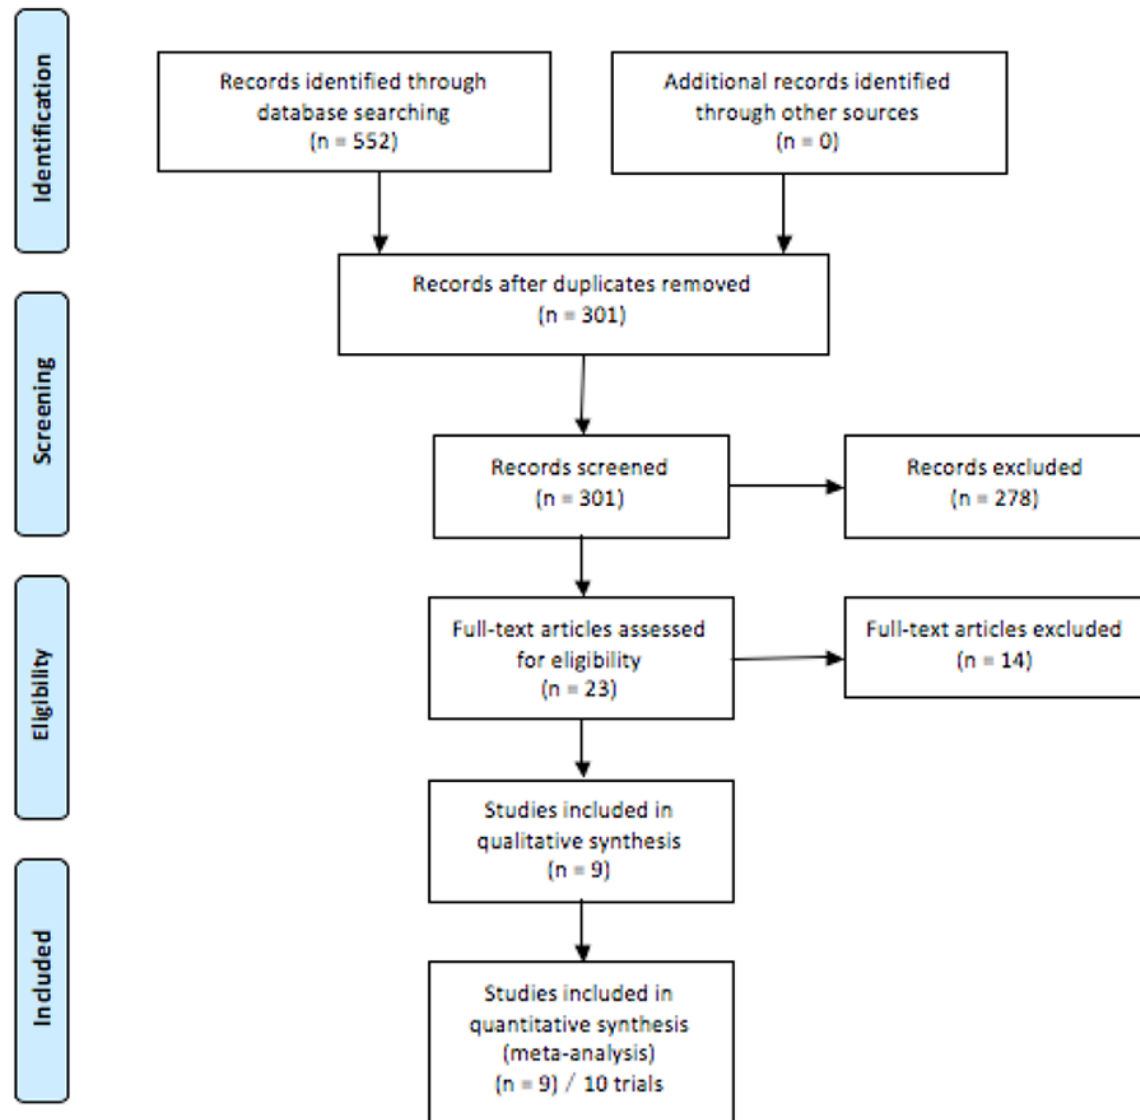 Identification
Records identified through
database searching
(n = 552)
Additional records identified
through other sources
(n = 0)
Records after duplicates removed
(n = 301)
Screening
Records screened
(n = 301)
Records excluded
(n = 278)
Eligibility
Full-text articles assessed
for eligibility
(n = 23)
Full-text articles excluded
(n = 14)
Studies included in
qualitative synthesis
(n = 9)
Included
Studies included in
quantitative synthesis
(meta-analysis)
(n = 9) / 10 trials